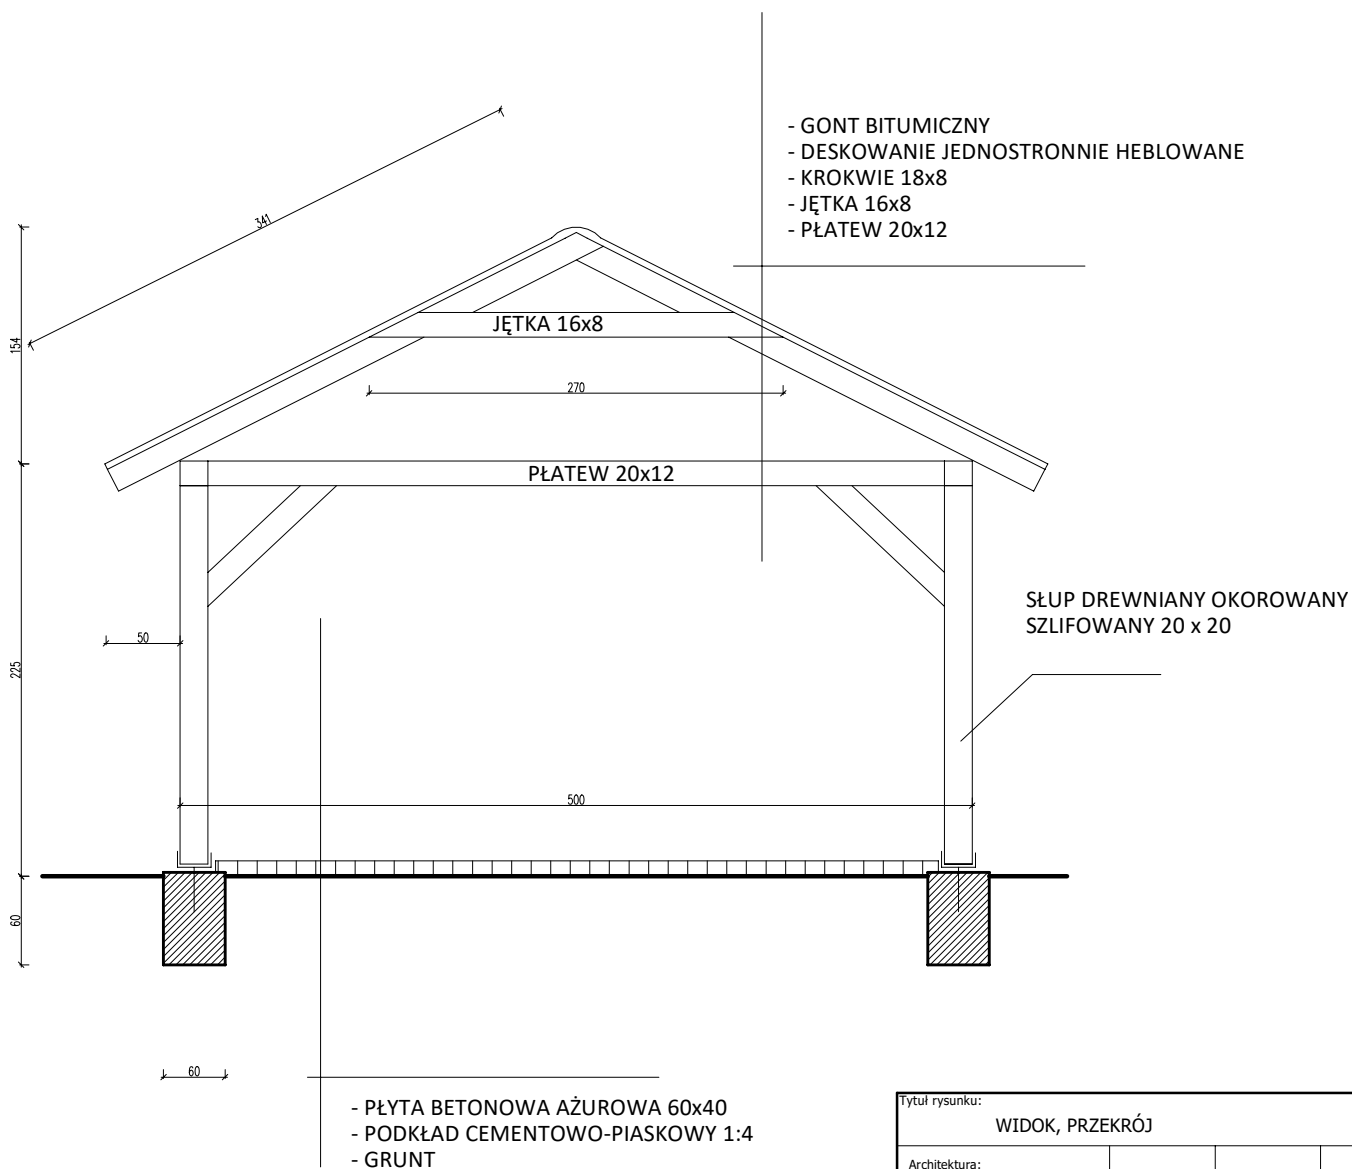 - GONT BITUMICZNY
- DESKOWANIE JEDNOSTRONNIE HEBLOWANE
- KROKWIE 18x8
- JĘTKA 16x8
- PŁATEW 20x12
341
154
JĘTKA 16x8
270
PŁATEW 20x12
SŁUP DREWNIANY OKOROWANY
SZLIFOWANY 20 x 20
50
225
500
60
60
- PŁYTA BETONOWA AŻUROWA 60x40
- PODKŁAD CEMENTOWO-PIASKOWY 1:4
- GRUNT
Tytuł rysunku:
WIDOK, PRZEKRÓJ
Architektura: